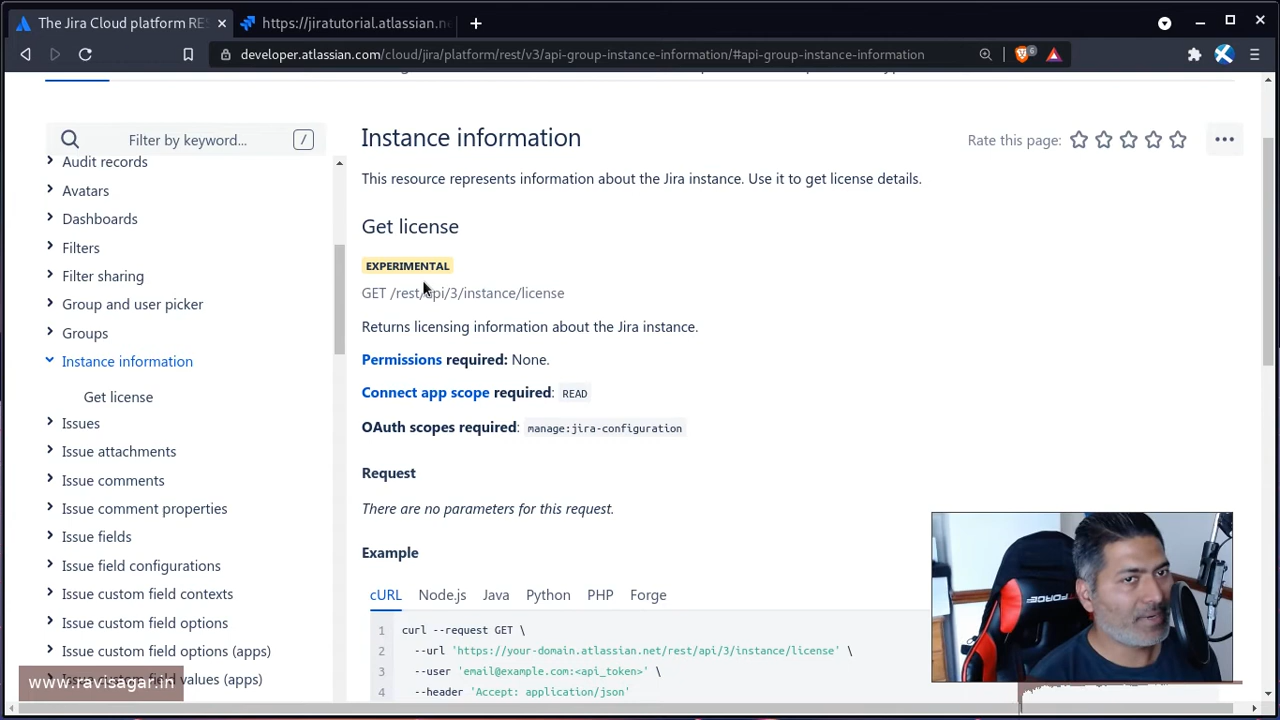 The Jira Cloud platform RES
https://jiratutorial.atlassian.ne
developer.atlassian.com/cloud/jira/platform/rest/v3/api-group-instance-information/#api-group-instance-information
6
Filter by keyword...
/
Audit records
Avatars
Dashboards
Filters
Filter sharing
Group and user picker
Groups
Instance information
Get license
Issues
Issue attachments
Issue comments
Issue comment properties
Issue fields
Issue field configurations
Issue custom field contexts
Issue custom field options
Issue custom field options (apps)
Issue custom field values (apps)
Instance information
Rate this page:
This resource represents information about the Jira instance. Use it to get license details.
Get license
EXPERIMENTAL
GET /rest/api/3/instance/license
Returns licensing information about the Jira instance.
Permissions required: None.
Connect app scope required: READ
OAuth scopes required: manage:jira-configuration
Request
There are no parameters for this request.
Example
cURL Node.js Java Python PHP Forge
1 curl --request GET \
2 --url 'https://your-domain.atlassian.net/rest/api/3/instance/license' \
3 --user 'email@example.com:<api_token>' \
4 --header 'Accept: application/json'
www.ravisagar.in